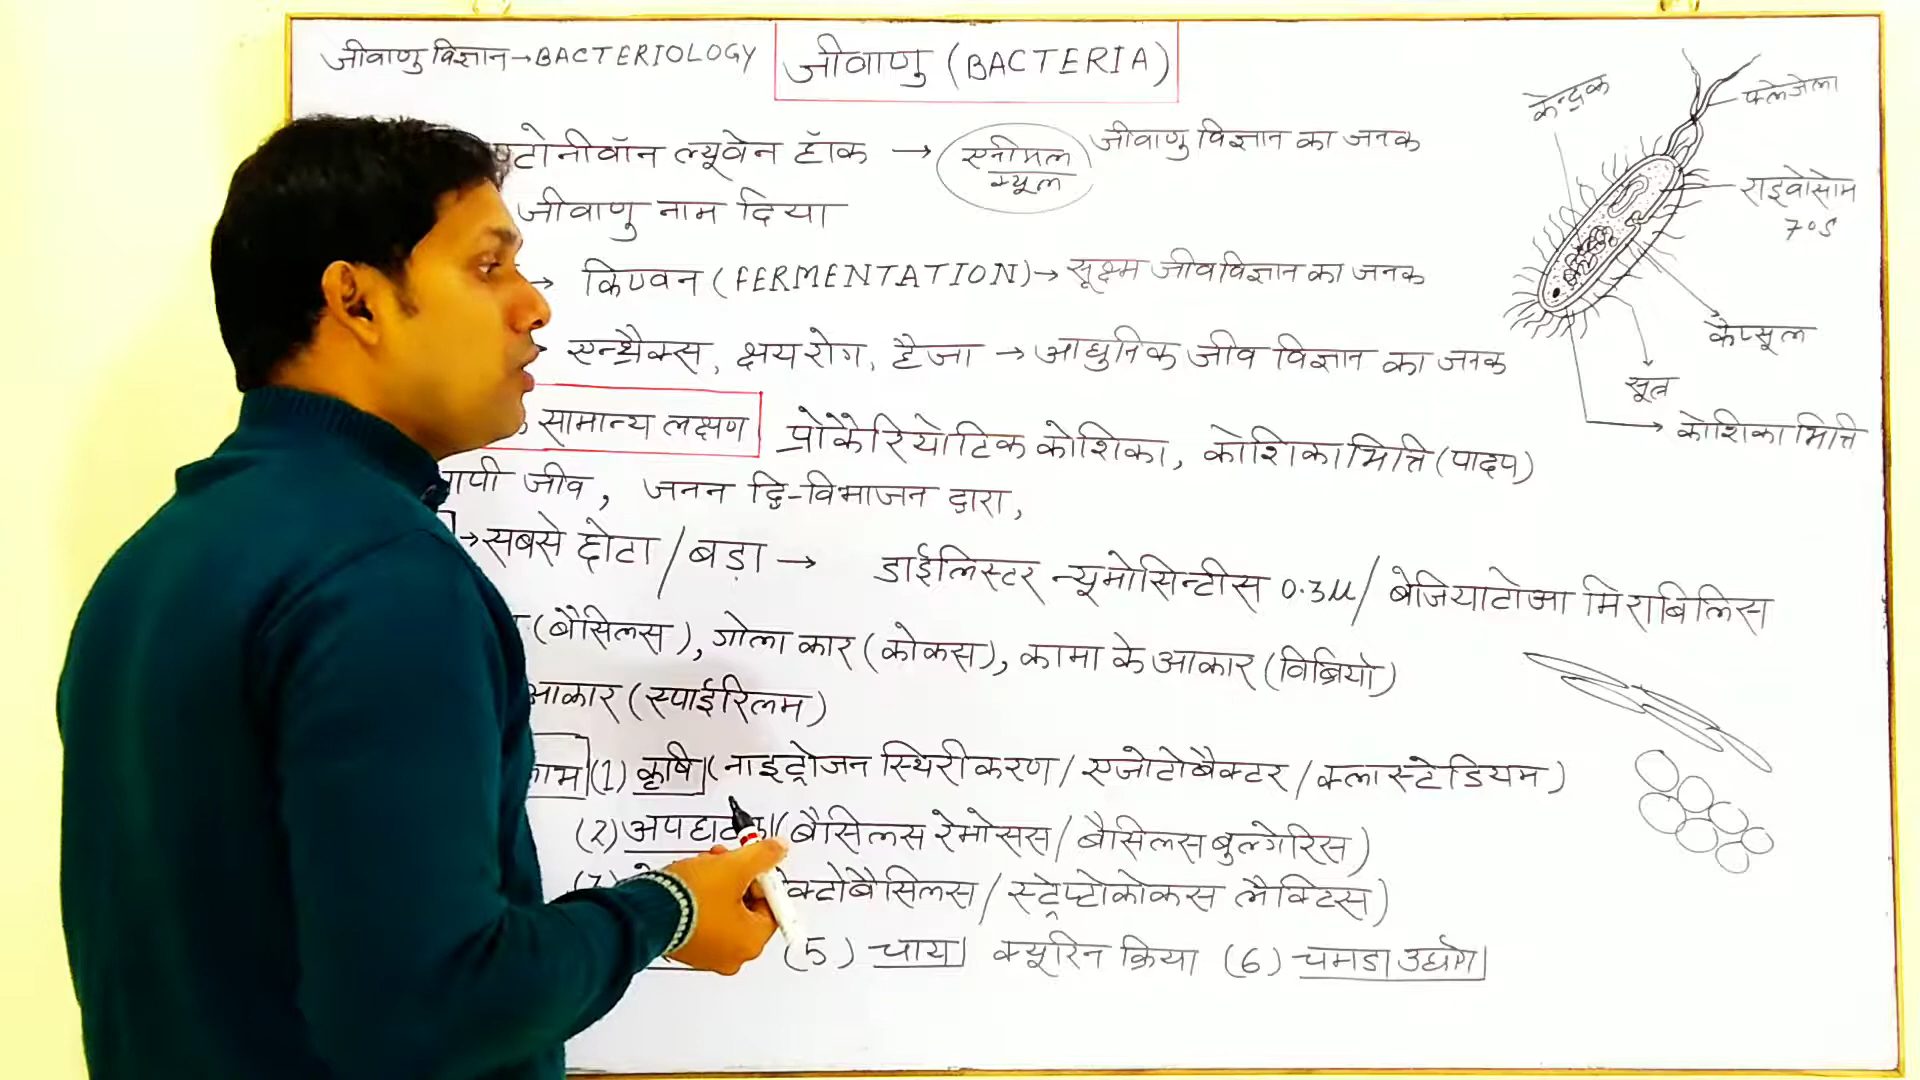 जीवाणु विज्ञान→BACTERIOLOGY
जीवाणु (BACTERIA)
टोनीवॉन ल्यूवेन हॉक → एनीमल क्यूल जीवाणु विज्ञान का जनक
जीवाणु नाम दिया
→ किण्वन (FERMENTATION)→ सूक्ष्म जीवविज्ञान का जनक
एन्थ्रैक्स, क्षयरोग, हैजा → आधुनिक जीव विज्ञान का जनक
सामान्य लक्षण प्रोकैरियोटिक कोशिका, कोशिकाभित्ति (पादप)
जीव, जनन द्वि-विभाजन द्वारा,
→सबसे छोटा/बड़ा → डाईलिस्टर न्यूमोसिन्टीस 0.3µ/ बेजियाटोआ मिराबिलिस
(बैसिलस), गोलाकार (कोकस), कामा के आकार (विब्रियो)
आकार (स्पाईरिलम)
(1) कृषि (नाइट्रोजन स्थिरीकरण/एजोटोबैक्टर/क्लास्टेडियम)
(2) (बैसिलस रेमोसस/बैसिलस बुल्गेरिस)
क्टोबैसिलस/स्ट्रेप्टोकोकस लैक्टिस)
(5) चाय क्यूरिन क्रिया (6) चमडा उद्योग
केन्द्रक
फ्लेजेला
राइबोसोम
70S
कैप्सूल
सूत्र
कोशिकाभित्ति